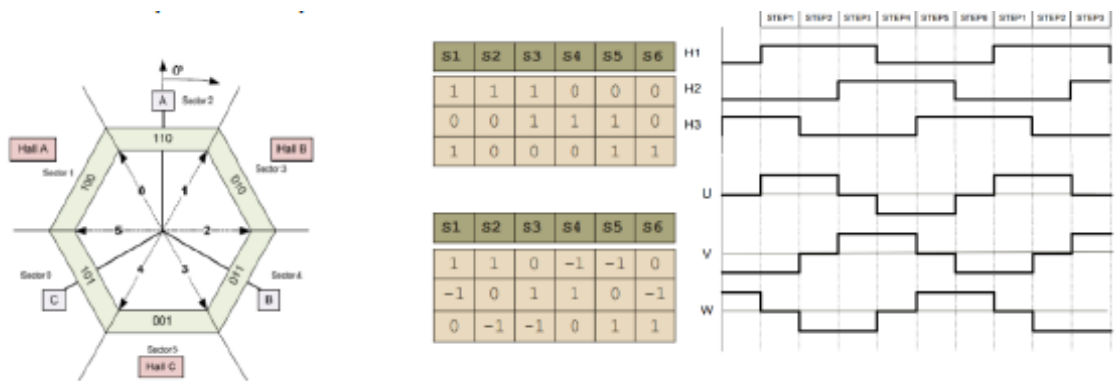 0°
A
Sector 2
110
Hall A
Hall B
Sector 1
Sector 3
100
010
0
1
5
2
4
3
101
011
Sector 0
Sector 4
C
B
001
Sector 5
Hall C
S1 S2 S3 S4 S5 S6
1 1 1 0 0 0
0 0 1 1 1 0
1 0 0 0 1 1
S1 S2 S3 S4 S5 S6
1 1 0 -1 -1 0
-1 0 1 1 0 -1
0 -1 -1 0 1 1
STEP1 STEP2 STEP3 STEP4 STEP5 STEP6 STEP1 STEP2 STEP3
H1
H2
H3
U
V
W